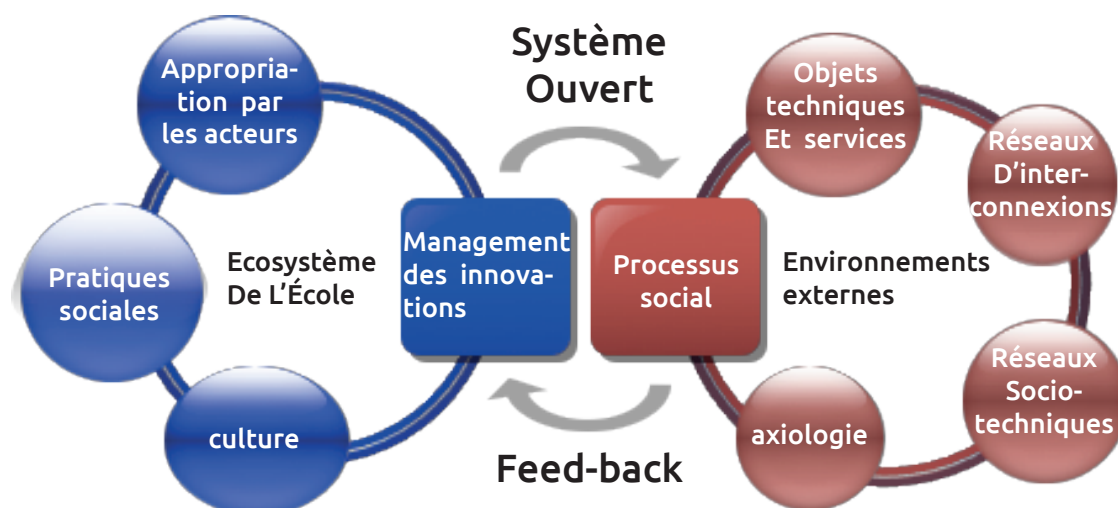 Système
Ouvert
Appropria-
tion par
les acteurs
Pratiques
sociales
culture
Ecosystème
De L'École
Management
des innova-
tions
Processus
social
Environnements
externes
Objets
techniques
Et services
Réseaux
D'inter-
connexions
Réseaux
Socio-
techniques
axiologie
Feed-back